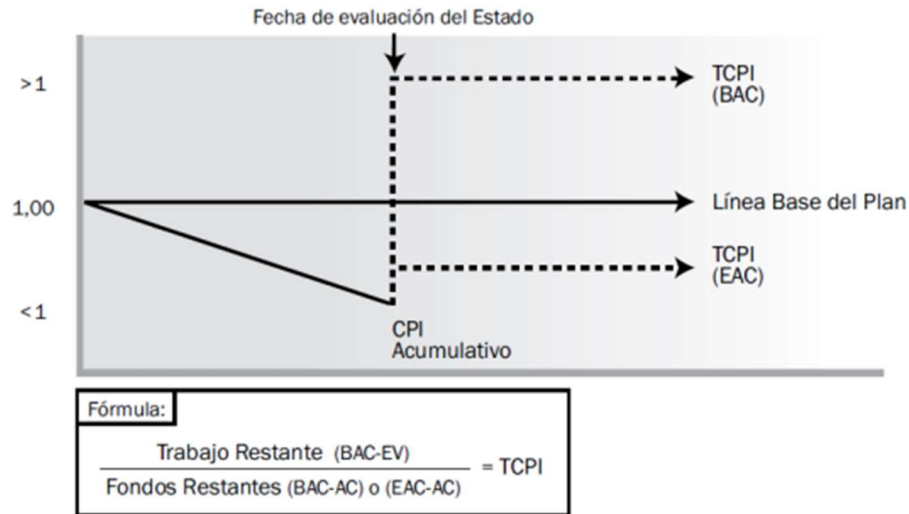 Fecha de evaluación del Estado
>1
TCPI
(BAC)
1,00
Línea Base del Plan
TCPI
(EAC)
<1
CPI
Acumulativo
Fórmula:
Trabajo Restante (BAC-EV)
Fondos Restantes (BAC-AC) o (EAC-AC)
= TCPI